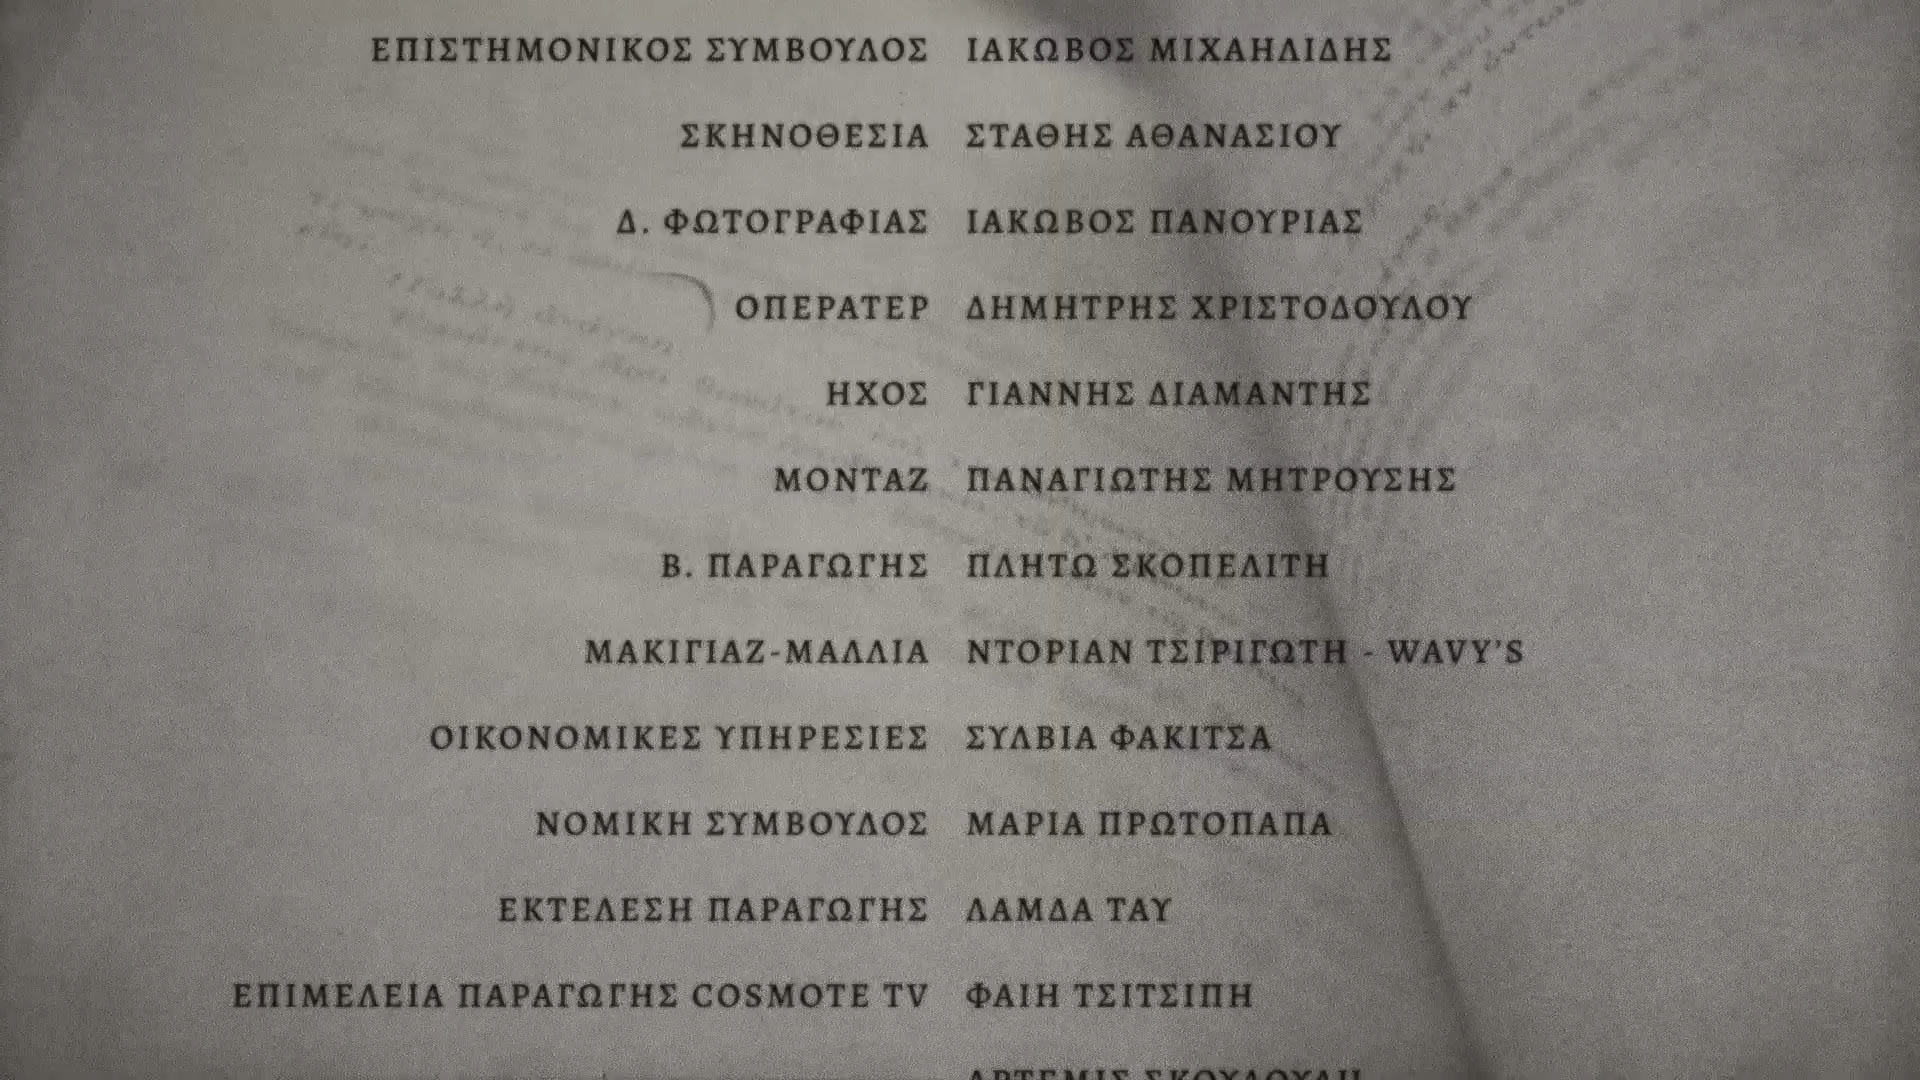 ΕΠΙΣΤΗΜΟΝΙΚΟΣ ΣΥΜΒΟΥΛΟΣ ΙΑΚΩΒΟΣ ΜΙΧΑΗΛΙΔΗΣ
ΣΚΗΝΟΘΕΣΙΑ ΣΤΑΘΗΣ ΑΘΑΝΑΣΙΟΥ
Δ. ΦΩΤΟΓΡΑΦΙΑΣ ΙΑΚΩΒΟΣ ΠΑΝΟΥΡΙΑΣ
ΟΠΕΡΑΤΕΡ ΔΗΜΗΤΡΗΣ ΧΡΙΣΤΟΔΟΥΛΟΥ
ΗΧΟΣ ΓΙΑΝΝΗΣ ΔΙΑΜΑΝΤΗΣ
ΜΟΝΤΑΖ ΠΑΝΑΓΙΩΤΗΣ ΜΗΤΡΟΥΣΗΣ
Β. ΠΑΡΑΓΩΓΗΣ ΠΛΗΤΩ ΣΚΟΠΕΛΙΤΗ
ΜΑΚΙΓΙΑΖ-ΜΑΛΛΙΑ ΝΤΟΡΙΑΝ ΤΣΙΡΙΓΩΤΗ - WAVY'S
ΟΙΚΟΝΟΜΙΚΕΣ ΥΠΗΡΕΣΙΕΣ ΣΥΛΒΙΑ ΦΑΚΙΤΣΑ
ΝΟΜΙΚΗ ΣΥΜΒΟΥΛΟΣ ΜΑΡΙΑ ΠΡΩΤΟΠΑΠΑ
ΕΚΤΕΛΕΣΗ ΠΑΡΑΓΩΓΗΣ ΛΑΜΔΑ ΤΑΥ
ΕΠΙΜΕΛΕΙΑ ΠΑΡΑΓΩΓΗΣ COSMOTE TV ΦΑΙΗ ΤΣΙΤΣΙΠΗ
ΑΡΤΕΜΙΣ